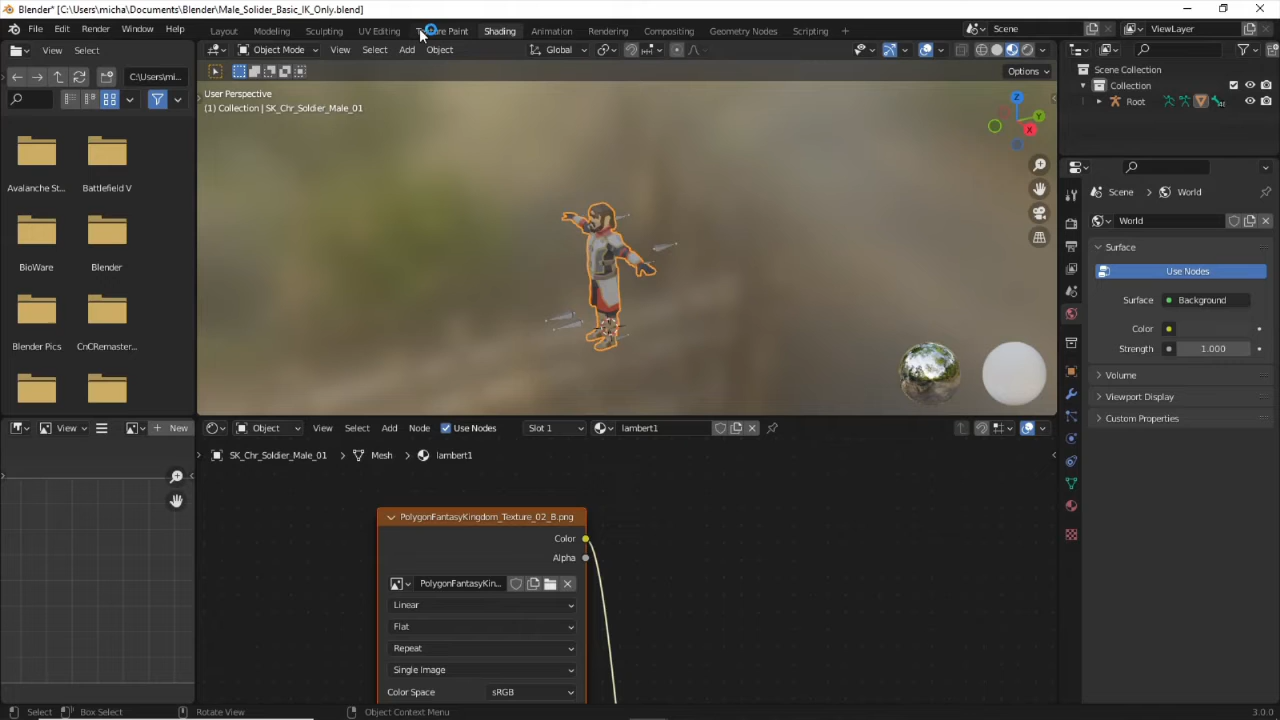 Blender* [C:\Users\micha\Documents\Blender\Male_Solider_Basic_IK_Only.blend]
File Edit Render Window Help Layout Modeling Sculpting UV Editing Texture Paint Shading Animation Rendering Compositing Geometry Nodes Scripting + Scene ViewLayer
View Select Object Mode View Select Add Object Global
C:\Users\mi... Options
User Perspective
(1) Collection | SK_Chr_Soldier_Male_01
Z Y X
Scene Collection
Collection
Root
Avalanche St... Battlefield V
BioWare Blender
Blender Pics CnCRemaster...
Scene > World
World
Surface
Use Nodes
Surface Background
Color
Strength 1.000
Volume
Viewport Display
Custom Properties
View New Object View Select Add Node Use Nodes Slot 1 lambert1
SK_Chr_Soldier_Male_01 > Mesh > lambert1
PolygonFantasyKingdom_Texture_02_B.png
Color
Alpha
PolygonFantasyKin...
Linear
Flat
Repeat
Single Image
Color Space sRGB
Select Box Select Rotate View Object Context Menu 3.0.0